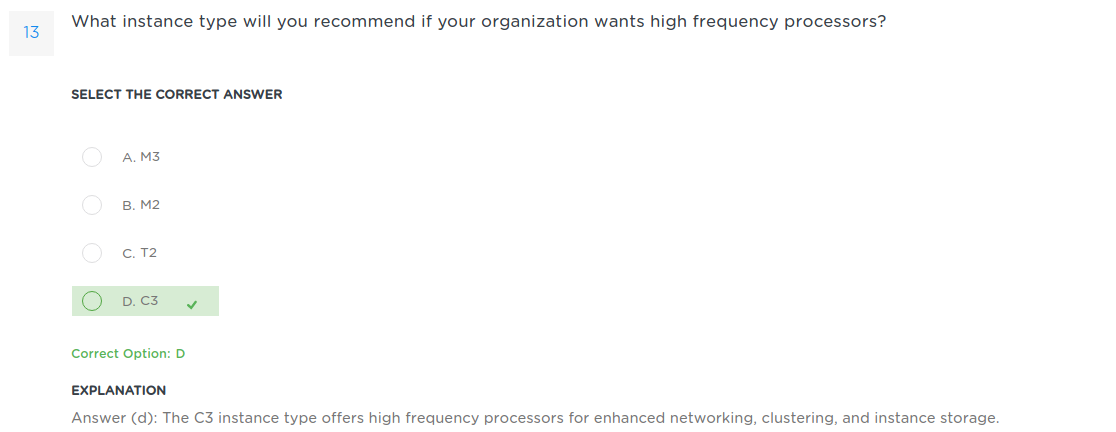 13
What instance type will you recommend if your organization wants high frequency processors?
SELECT THE CORRECT ANSWER
A. M3
B. M2
C. T2
D. C3
Correct Option: D
EXPLANATION
Answer (d): The C3 instance type offers high frequency processors for enhanced networking, clustering, and instance storage.